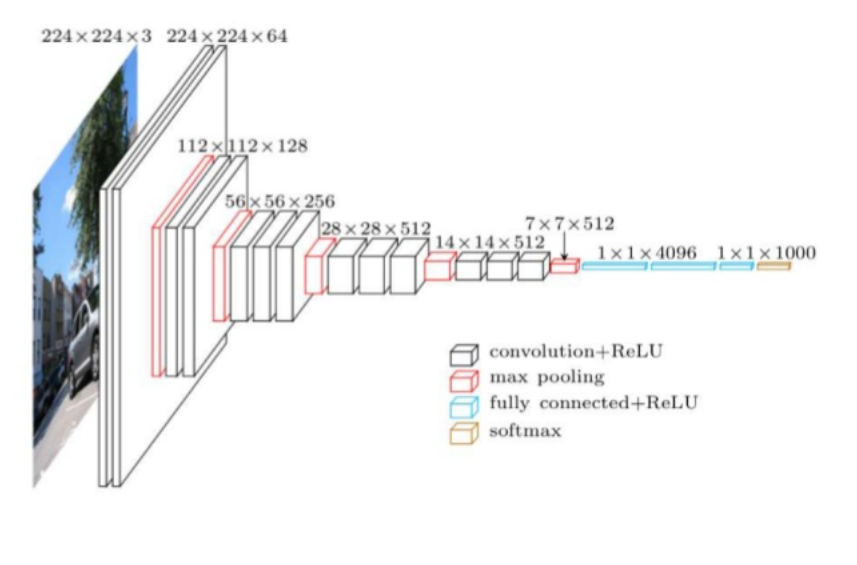 224×224×3
224×224×64
112×112×128
56×56×256
28×28×512
14×14×512
7×7×512
1×1×4096
1×1×1000
convolution+ReLU
max pooling
fully connected+ReLU
softmax